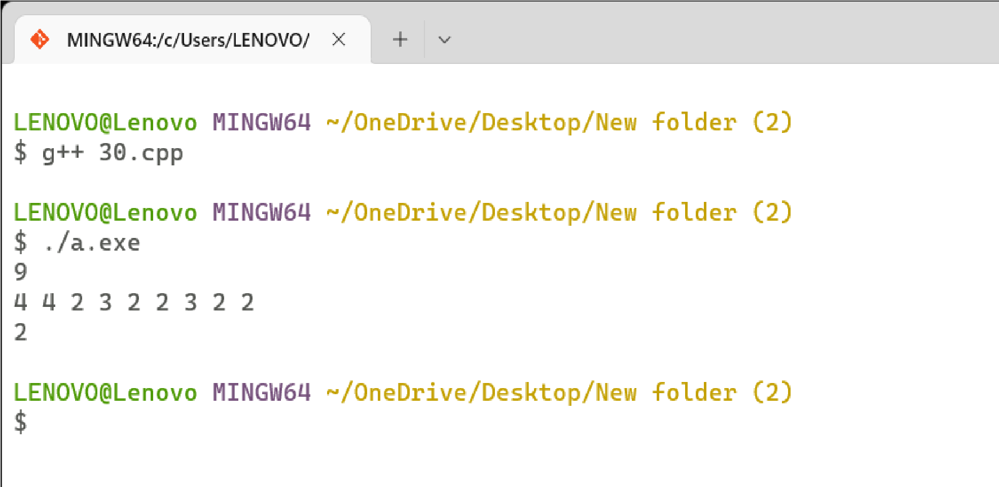 MINGW64:/c/Users/LENOVO/
LENOVO@Lenovo MINGW64 ~/OneDrive/Desktop/New folder (2)
$ g++ 30.cpp
LENOVO@Lenovo MINGW64 ~/OneDrive/Desktop/New folder (2)
$ ./a.exe
9
4 4 2 3 2 2 3 2 2
2
LENOVO@Lenovo MINGW64 ~/OneDrive/Desktop/New folder (2)
$